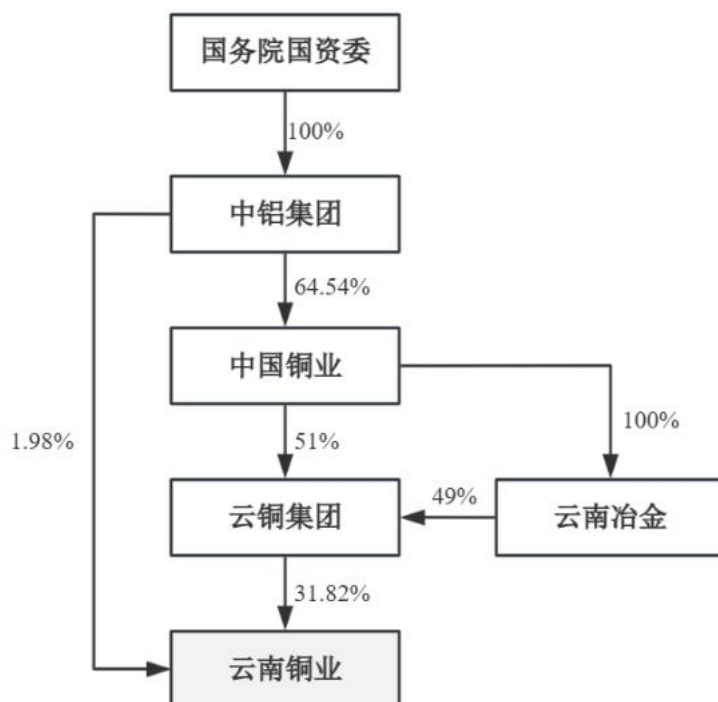 国务院国资委
100%
中铝集团
64.54%
中国铜业
1.98%
51%
100%
云铜集团
49%
云南冶金
31.82%
云南铜业